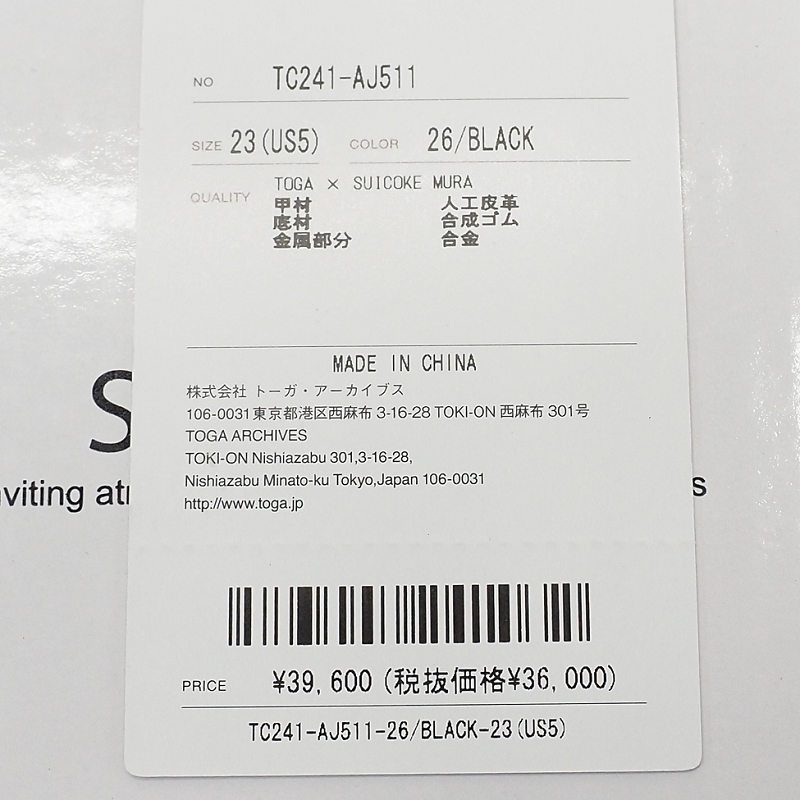 NO TC241-AJ511
SIZE 23(US5) COLOR 26/BLACK
QUALITY TOGA × SUICOKE MURA
甲材 人工皮革
底材 合成ゴム
金属部分 合金
MADE IN CHINA
株式会社 トーガ・アーカイブス
106-0031東京都港区西麻布 3-16-28 TOKI-ON 西麻布 301号
TOGA ARCHIVES
TOKI-ON Nishiazabu 301,3-16-28,
Nishiazabu Minato-ku Tokyo,Japan 106-0031
http://www.toga.jp
S
PRICE ¥39,600 (税抜価格¥36,000)
TC241-AJ511-26/BLACK-23(US5)